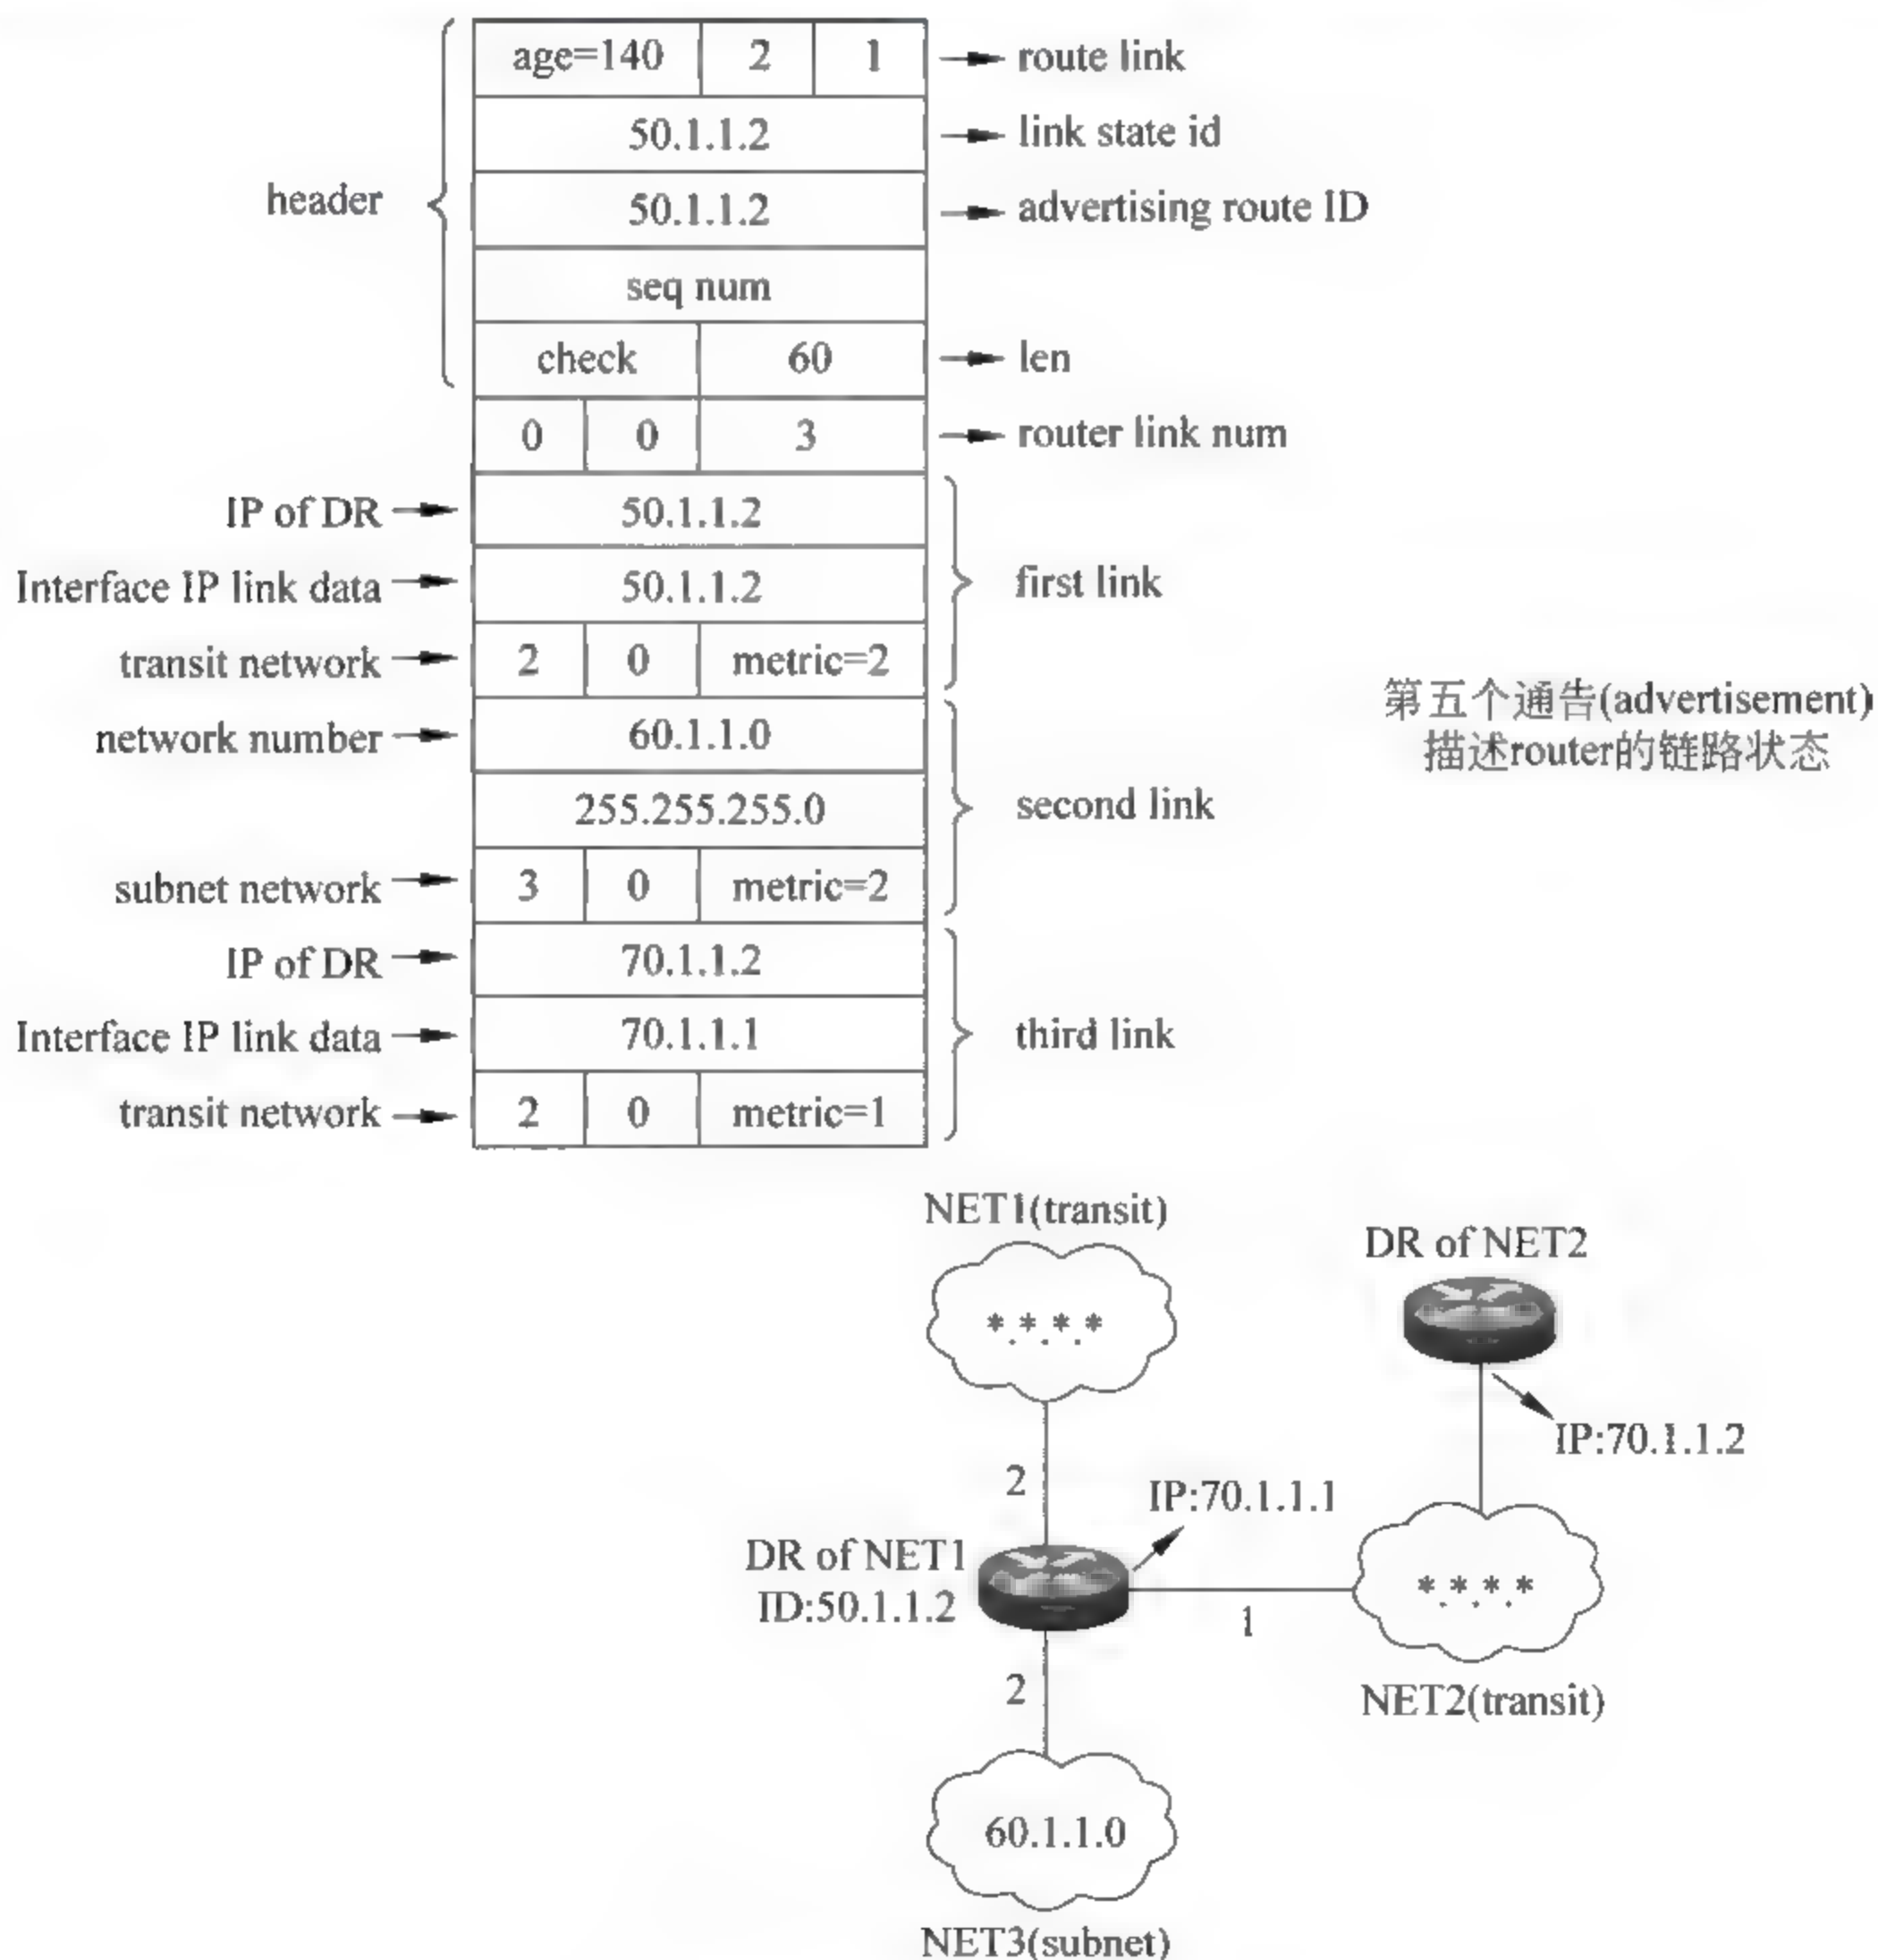 age=140 2 1 route link
50.1.1.2 link state id
header 50.1.1.2 advertising route ID
seq num
check 60 len
0 0 3 router link num
IP of DR 50.1.1.2
Interface IP link data 50.1.1.2 first link
transit network 2 0 metric=2
network number 60.1.1.0
255.255.255.0 second link
subnet network 3 0 metric=2
IP of DR 70.1.1.2
Interface IP link data 70.1.1.1 third link
transit network 2 0 metric=1
第五个通告(advertisement)
描述router的链路状态
NET1(transit)
*.*.*.*
DR of NET2
IP:70.1.1.2
2
IP:70.1.1.1
DR of NET1
ID:50.1.1.2
1
*.*.*.*
NET2(transit)
2
60.1.1.0
NET3(subnet)